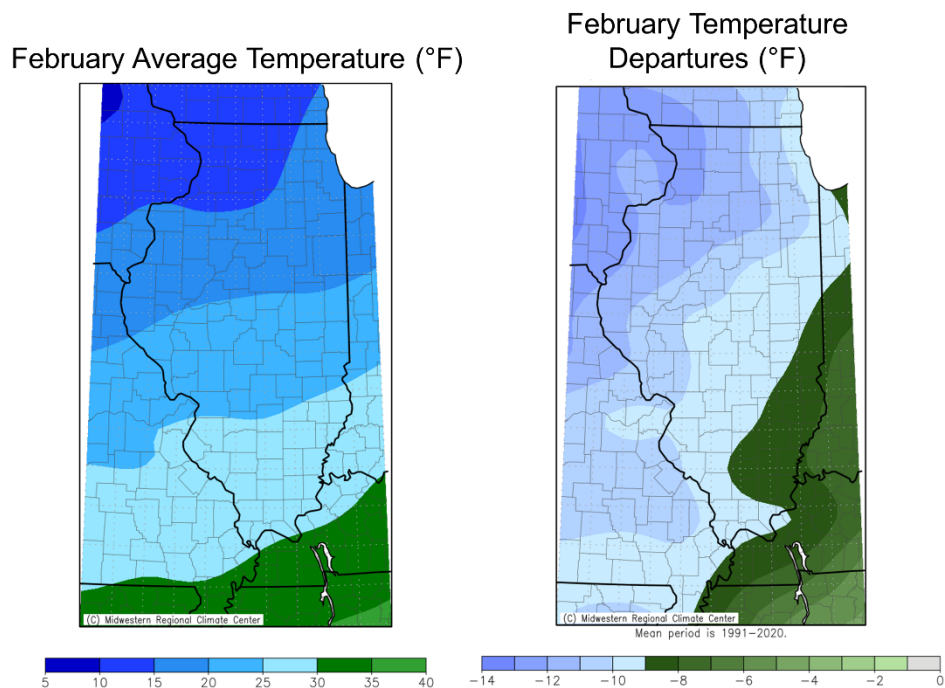 February Average Temperature (°F)
(C) Midwestern Regional Climate Center
5 10 15 20 25 30 35 40
February Temperature
Departures (°F)
(C) Midwestern Regional Climate Center
Mean period is 1991-2020.
-14 -12 -10 -8 -6 -4 -2 0